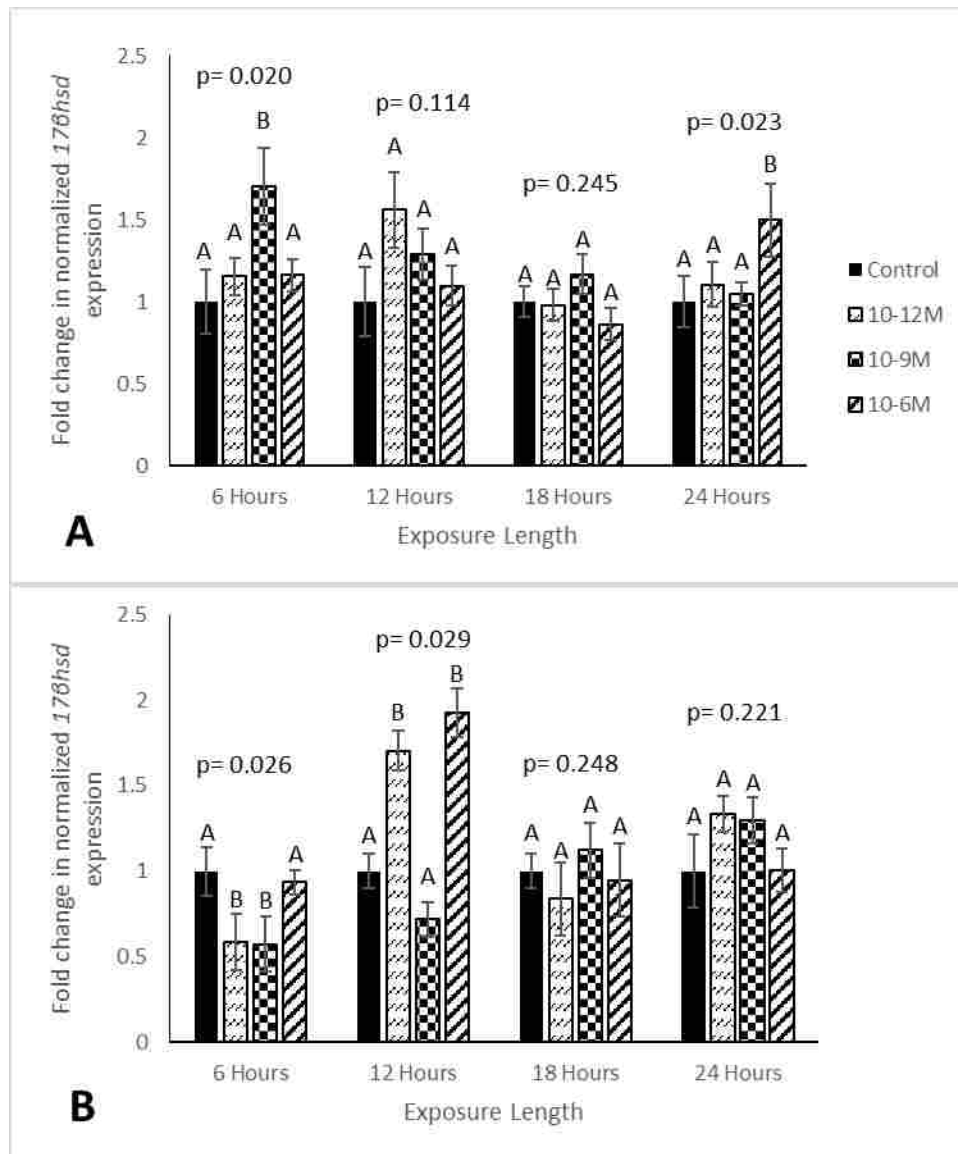 2.5
p= 0.020
B
p= 0.114
p= 0.023
2
A
B
1.5
A
A
A
A
p= 0.245
A
A
A
A
A
A
A
A
A
1
0.5
0
Fold change in normalized 17βhsd
expression
6 Hours
12 Hours
18 Hours
24 Hours
Exposure Length
Control
10-12M
10-9M
10-6M
A
2.5
p= 0.029
B
2
B
p= 0.221
p= 0.026
p= 0.248
1.5
A
A
A
A
A
A
A
A
A
A
B
B
A
A
1
0.5
0
Fold change in normalized 17βhsd
expression
6 Hours
12 Hours
18 Hours
24 Hours
Exposure Length
B